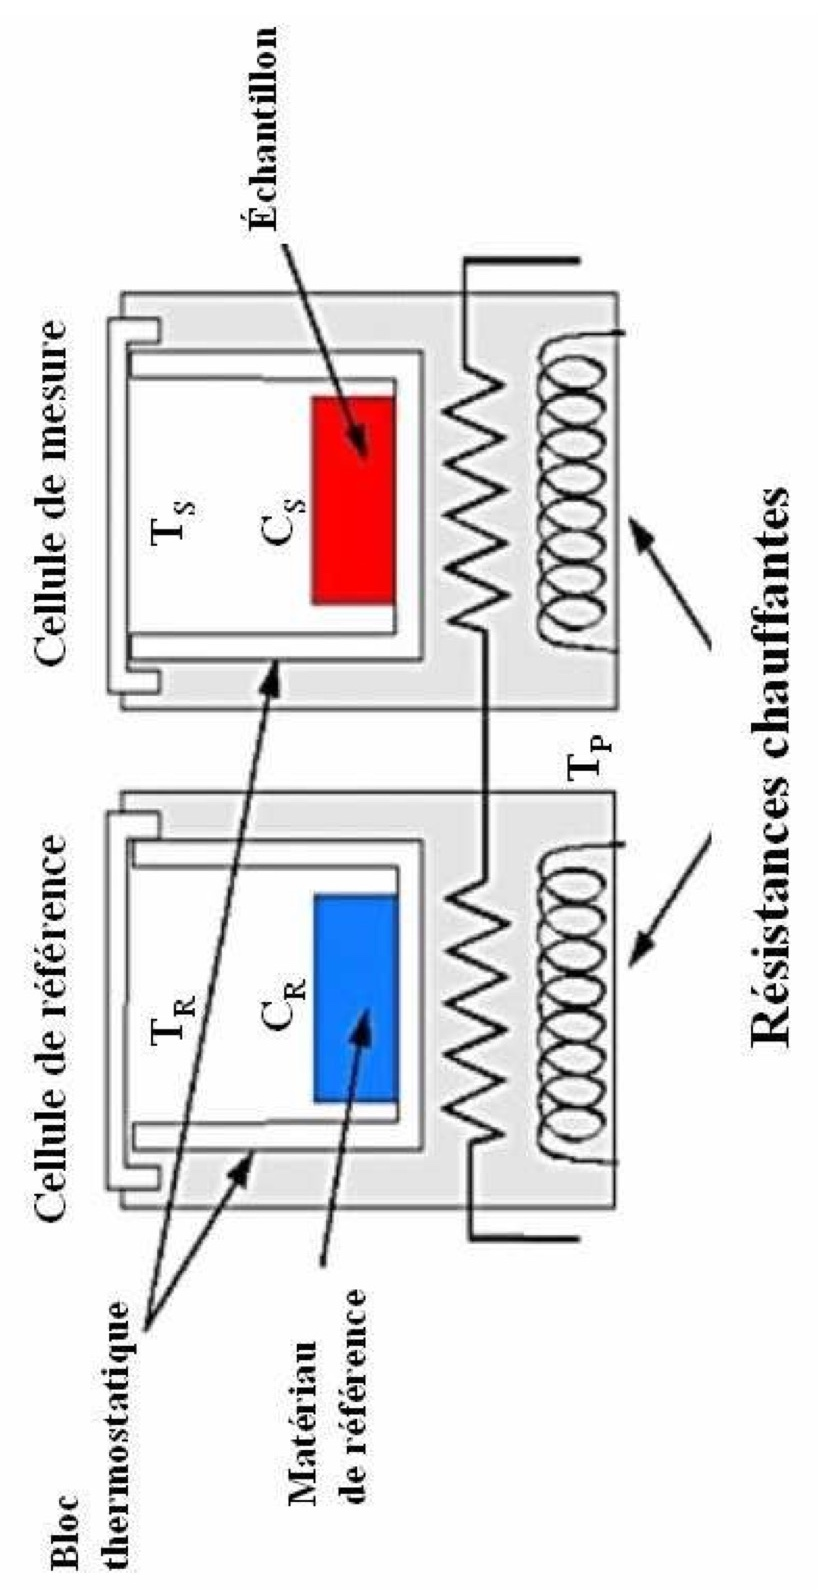 Cellule de référence
Cellule de mesure
Bloc
thermostatique
T_R
T_S
Échantillon
C_R
C_S
Matériau
de référence
T_P
Résistances chauffantes